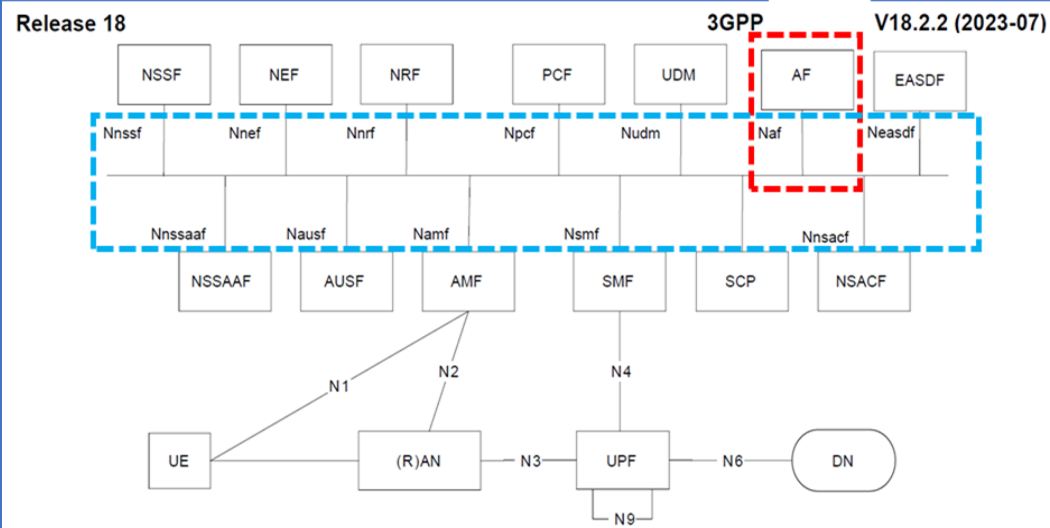 Release 18
3GPP
V18.2.2 (2023-07)
NSSF
NEF
NRF
PCF
UDM
AF
EASDF
Nnssf
Nnef
Nnrf
Npcf
Nudm
Naf
Neasdf
Nnssaaf
Nausf
Namf
Nsmf
Nnsacf
NSSAAF
AUSF
AMF
SMF
SCP
NSACF
N1
N2
N4
UE
(R)AN
N3
UPF
N6
DN
N9